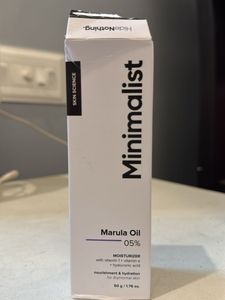 HideNothing.
SKIN SCIENCE
Minimalist
Marula Oil
05%
MOISTURIZER
with vitamin F + vitamin e
+ hyaluronic acid
nourishment & hydration
for dry/normal skin
50 g / 1.76 oz.